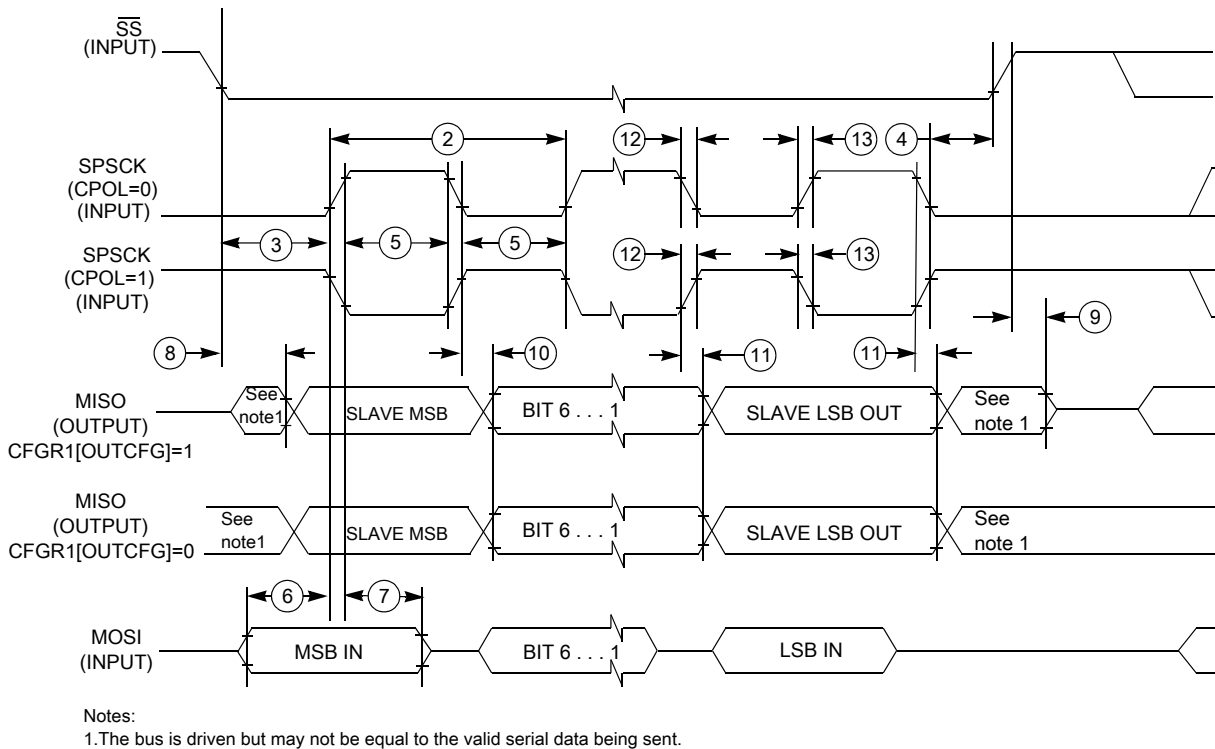 SS
(INPUT)
2
12
13
4
SPSCK
(CPOL=0)
(INPUT)
3
5
5
SPSCK
(CPOL=1)
(INPUT)
12
13
9
8
10
11
11
MISO
(OUTPUT)
CFGR1[OUTCFG]=1
See
note1
SLAVE MSB
BIT 6 . . . 1
SLAVE LSB OUT
See
note 1
MISO
(OUTPUT)
CFGR1[OUTCFG]=0
See
note1
SLAVE MSB
BIT 6 . . . 1
SLAVE LSB OUT
See
note 1
6
7
MOSI
(INPUT)
MSB IN
BIT 6 . . . 1
LSB IN
Notes:
1.The bus is driven but may not be equal to the valid serial data being sent.